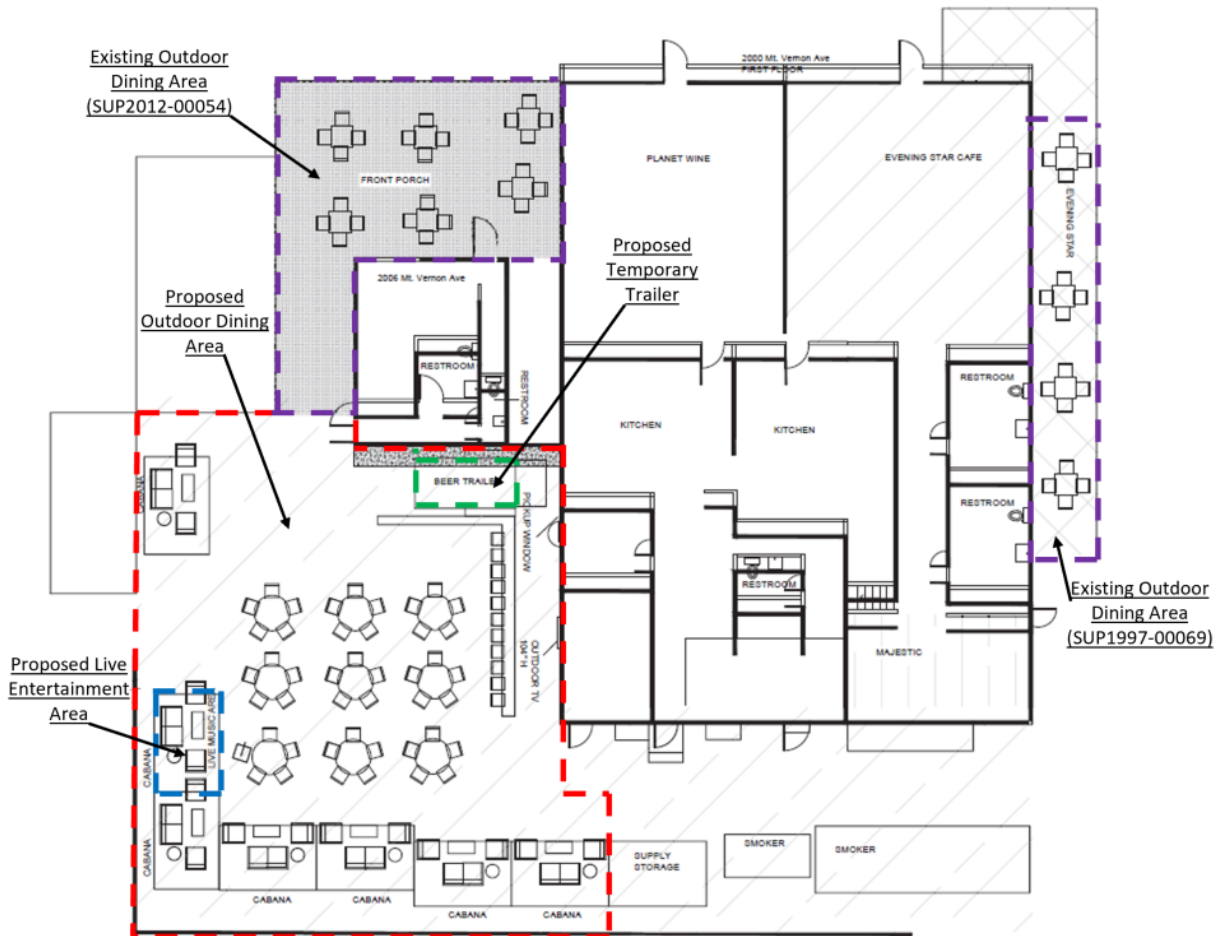 Existing Outdoor
Dining Area
(SUP2012-00054)
2000 Mt. Vernon Ave
FIRST FLOOR
PLANET WINE
EVENING STAR CAFE
FRONT PORCH
EVENING STAR
Proposed
Temporary
Trailer
2006 Mt. Vernon Ave
Proposed
Outdoor Dining
Area
RESTROOM
RESTROOM
RESTROOM
KITCHEN
KITCHEN
CABANA
BEER TRAILE
PICKUP WINDOW
RESTROOM
RESTROOM
Existing Outdoor
Dining Area
(SUP1997-00069)
OUTDOOR TV
104" H
MAJESTIC
Proposed Live
Entertainment
Area
LIVE MUSIC AREA
CABANA
CABANA
SUPPLY
STORAGE
SMOKER
SMOKER
CABANA
CABANA
CABANA
CABANA